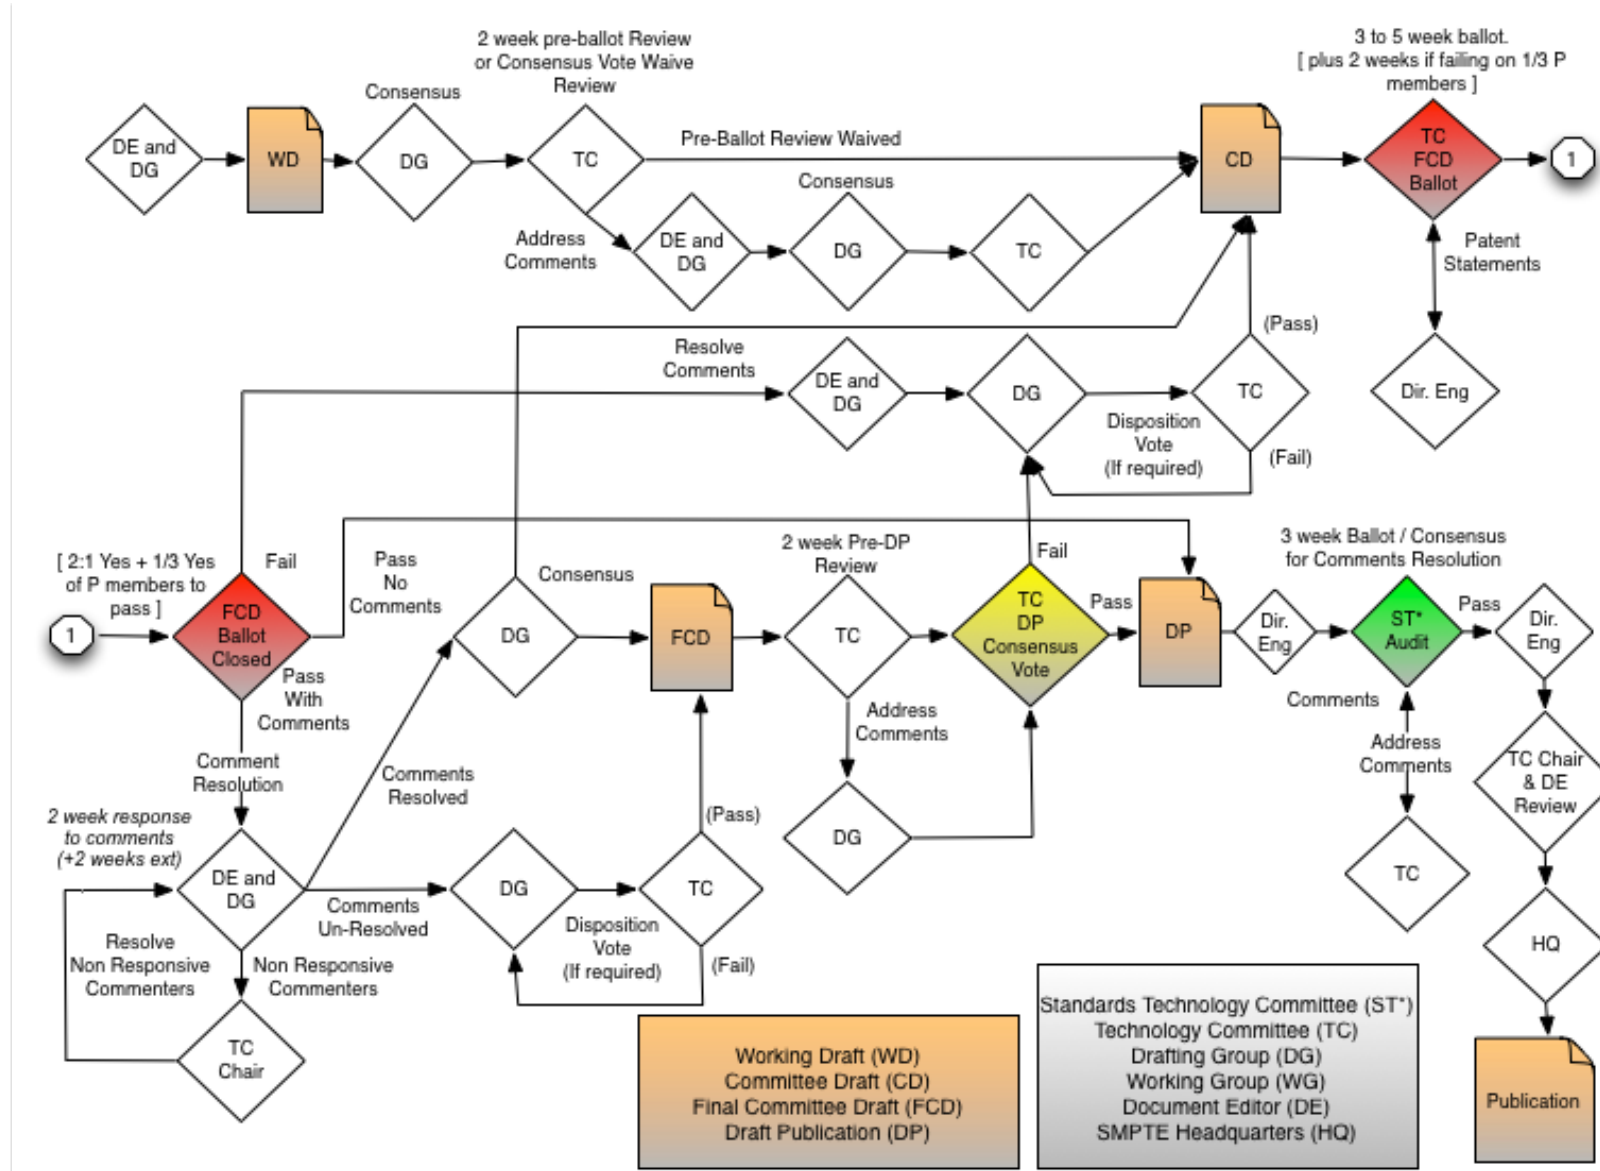 2 week pre-ballot Review
or Consensus Vote Waive
Review
3 to 5 week ballot.
[ plus 2 weeks if failing on 1/3 P
members ]
Consensus
DE and
DG
WD
DG
TC
Pre-Ballot Review Waived
CD
TC
FCD
Ballot
1
Address
Comments
DE and
DG
Consensus
DG
TC
Patent
Statements
Dir. Eng
Resolve
Comments
DE and
DG
DG
Disposition
Vote
(If required)
(Pass)
TC
(Fail)
[ 2:1 Yes + 1/3 Yes
of P members to
pass ]
1
Fail
FCD
Ballot
Closed
Pass
No
Comments
Pass
With
Comments
Comment
Resolution
2 week response
to comments
(+2 weeks ext)
DE and
DG
Resolve
Non Responsive
Commenters
Non Responsive
Commenters
TC
Chair
Comments
Resolved
Comments
Un-Resolved
Consensus
DG
FCD
DG
Disposition
Vote
(If required)
(Pass)
TC
(Fail)
2 week Pre-DP
Review
TC
Address
Comments
DG
Fail
TC
DP
Consensus
Vote
Pass
DP
3 week Ballot / Consensus
for Comments Resolution
Dir.
Eng
ST*
Audit
Pass
Dir.
Eng
Comments
Address
Comments
TC
TC Chair
& DE
Review
HQ
Publication
Working Draft (WD)
Committee Draft (CD)
Final Committee Draft (FCD)
Draft Publication (DP)
Standards Technology Committee (ST*)
Technology Committee (TC)
Drafting Group (DG)
Working Group (WG)
Document Editor (DE)
SMPTE Headquarters (HQ)